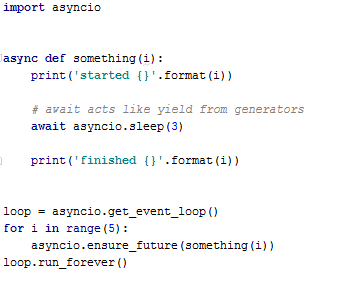 import asyncio
async def something(i):
    print('started {}'.format(i))
    # await acts like yield from generators
    await asyncio.sleep(3)
    print('finished {}'.format(i))
loop = asyncio.get_event_loop()
for i in range(5):
    asyncio.ensure_future(something(i))
loop.run_forever()